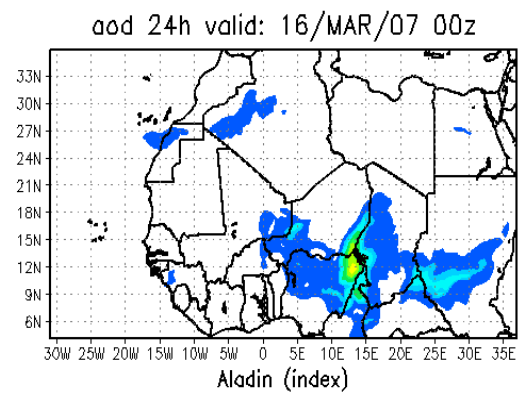 aod 24h valid: 16/MAR/07 00z
33N
30N
27N
24N
21N
18N
15N
12N
9N
6N
30W 25W 20W 15W 10W 5W 0 5E 10E 15E 20E 25E 30E 35E
Aladin (index)